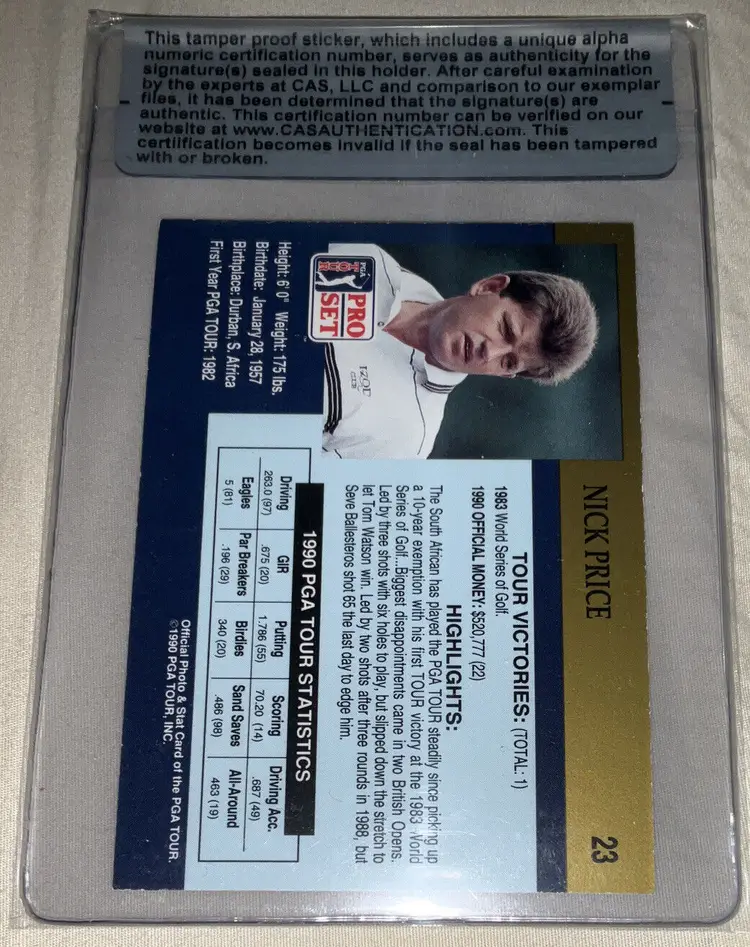 This tamper proof sticker, which includes a unique alpha
numeric certification number, serves as authenticity for the
signature(s) sealed in this holder. After careful examination
by the experts at CAS, LLC and comparison to our exemplar
files, it has been determined that the signature(s) are
authentic. This certification number can be verified on our
website at www.CASAUTHENTICATION.com. This
certification becomes invalid if the seal has been tampered
with or broken.
NICK PRICE 23
PGA
TOUR
PRO
SET
IZOD
CLUB
Height: 6' 0" Weight: 175 lbs.
Birthdate: January 28, 1957
Birthplace: Durban, S. Africa
First Year PGA TOUR: 1982
TOUR VICTORIES: (TOTAL: 1)
1983 World Series of Golf.
1990 OFFICIAL MONEY: $520,777 (22)
HIGHLIGHTS:
The South African has played the PGA TOUR steadily since picking up
a 10-year exemption with his first TOUR victory at the 1983 World
Series of Golf...Biggest disappointments came in two British Opens.
Led by three shots with six holes to play, but slipped down the stretch to
let Tom Watson win. Led by two shots after three rounds in 1988, but
Seve Ballesteros shot 65 the last day to edge him.
1990 PGA TOUR STATISTICS
Driving GIR Putting Scoring Driving Acc.
263.0 (97) .675 (20) 1.786 (55) 70.20 (14) .687 (49)
Eagles Par Breakers Birdies Sand Saves All-Around
5 (81) .196 (29) 340 (20) .486 (98) 463 (19)
Official Photo & Stat Card of the PGA TOUR.
©1990 PGA TOUR, INC.